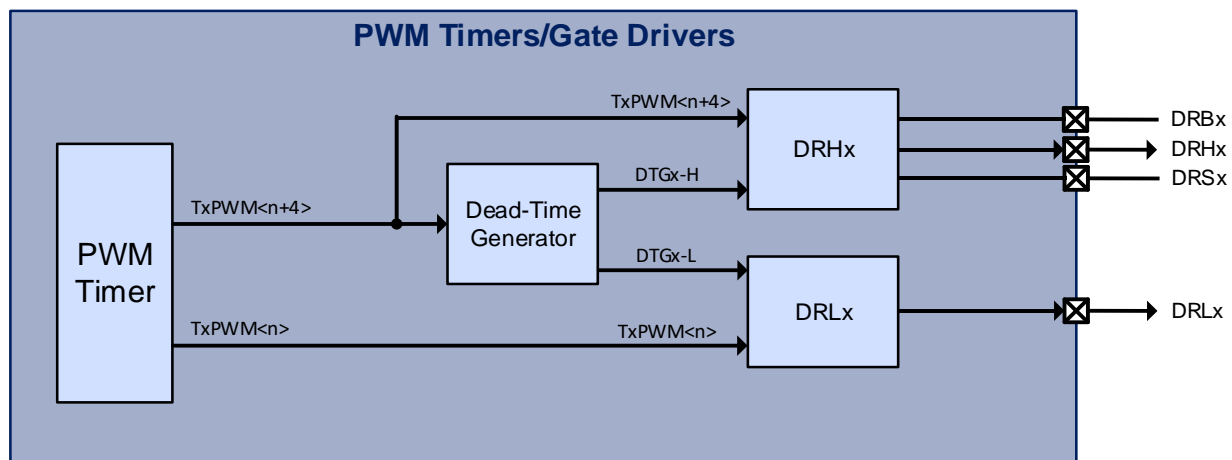 PWM Timers/Gate Drivers
TxPWM<n+4>
DRBx
DRHx
DRHx
DRSx
DTGx-H
TxPWM<n+4>
Dead-Time
Generator
PWM
Timer
DTGx-L
DRLx
DRLx
TxPWM<n>
TxPWM<n>